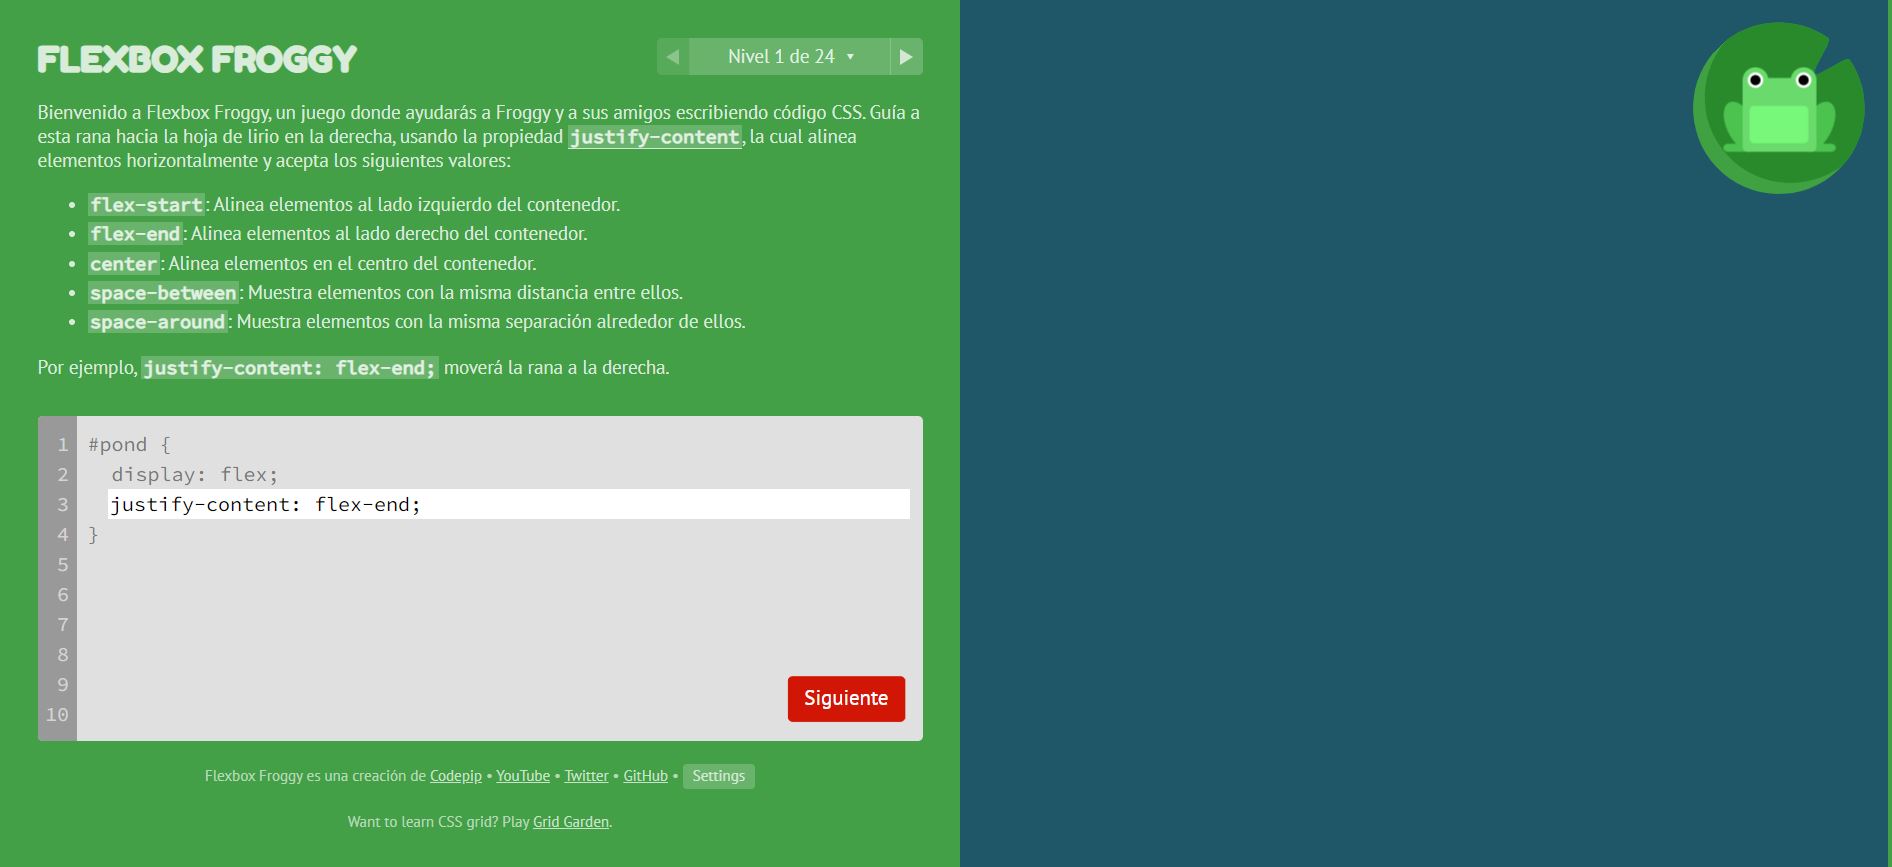 FLEXBOX FROGGY
Nivel 1 de 24
Bienvenido a Flexbox Froggy, un juego donde ayudarás a Froggy y a sus amigos escribiendo código CSS. Guía a
esta rana hacia la hoja de lirio en la derecha, usando la propiedad justify-content, la cual alinea
elementos horizontalmente y acepta los siguientes valores:
• flex-start: Alinea elementos al lado izquierdo del contenedor.
• flex-end: Alinea elementos al lado derecho del contenedor.
• center: Alinea elementos en el centro del contenedor.
• space-between: Muestra elementos con la misma distancia entre ellos.
• space-around: Muestra elementos con la misma separación alrededor de ellos.
Por ejemplo, justify-content: flex-end; moverá la rana a la derecha.
1 #pond {
2 display: flex;
3 justify-content: flex-end;
4 }
5
6
7
8
9
10
Siguiente
Flexbox Froggy es una creación de Codepip • YouTube • Twitter • GitHub • Settings
Want to learn CSS grid? Play Grid Garden.